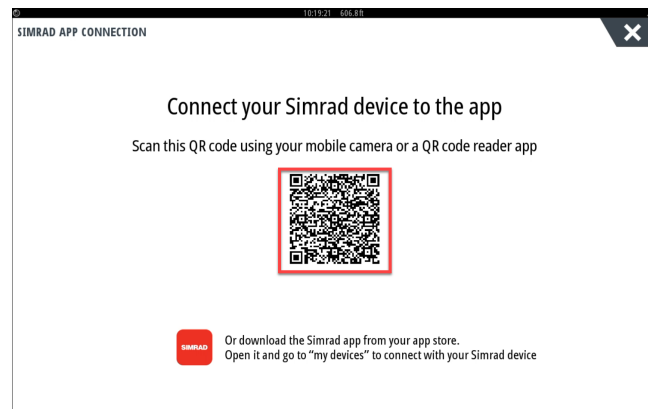 10:19:21 606.8 ft
SIMRAD APP CONNECTION
Connect your Simrad device to the app
Scan this QR code using your mobile camera or a QR code reader app
SIMRAD
Or download the Simrad app from your app store.
Open it and go to “my devices” to connect with your Simrad device